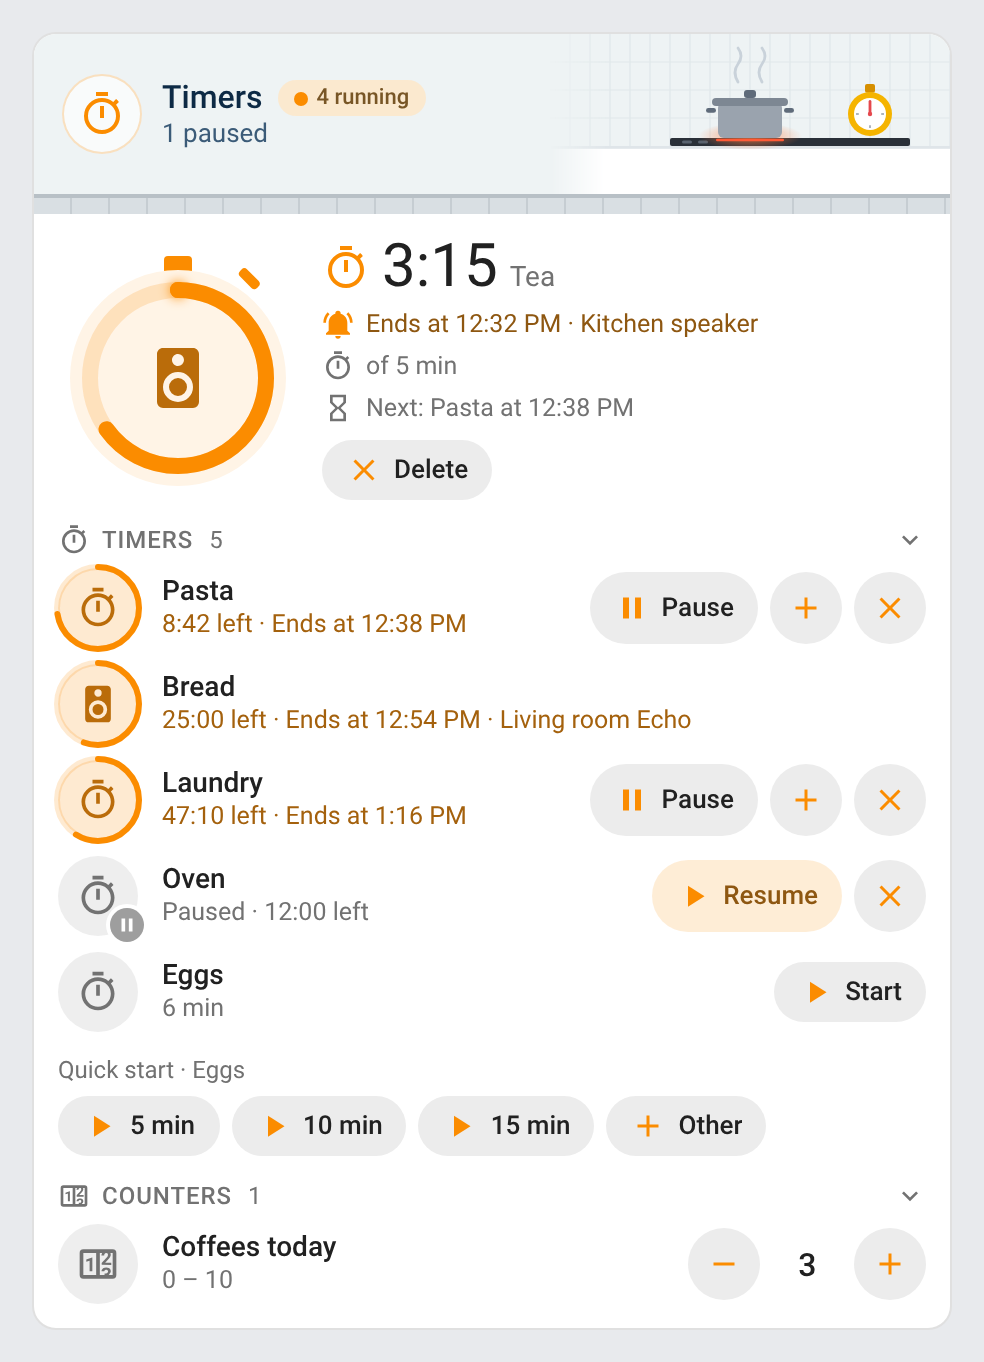 Timers
4 running
1 paused
3:15 Tea
Ends at 12:32 PM · Kitchen speaker
of 5 min
Next: Pasta at 12:38 PM
Delete
TIMERS 5
Pasta
8:42 left · Ends at 12:38 PM
Pause
Bread
25:00 left · Ends at 12:54 PM · Living room Echo
Laundry
47:10 left · Ends at 1:16 PM
Pause
Oven
Paused · 12:00 left
Resume
Eggs
6 min
Start
Quick start · Eggs
5 min
10 min
15 min
Other
COUNTERS 1
Coffees today
0 – 10
3